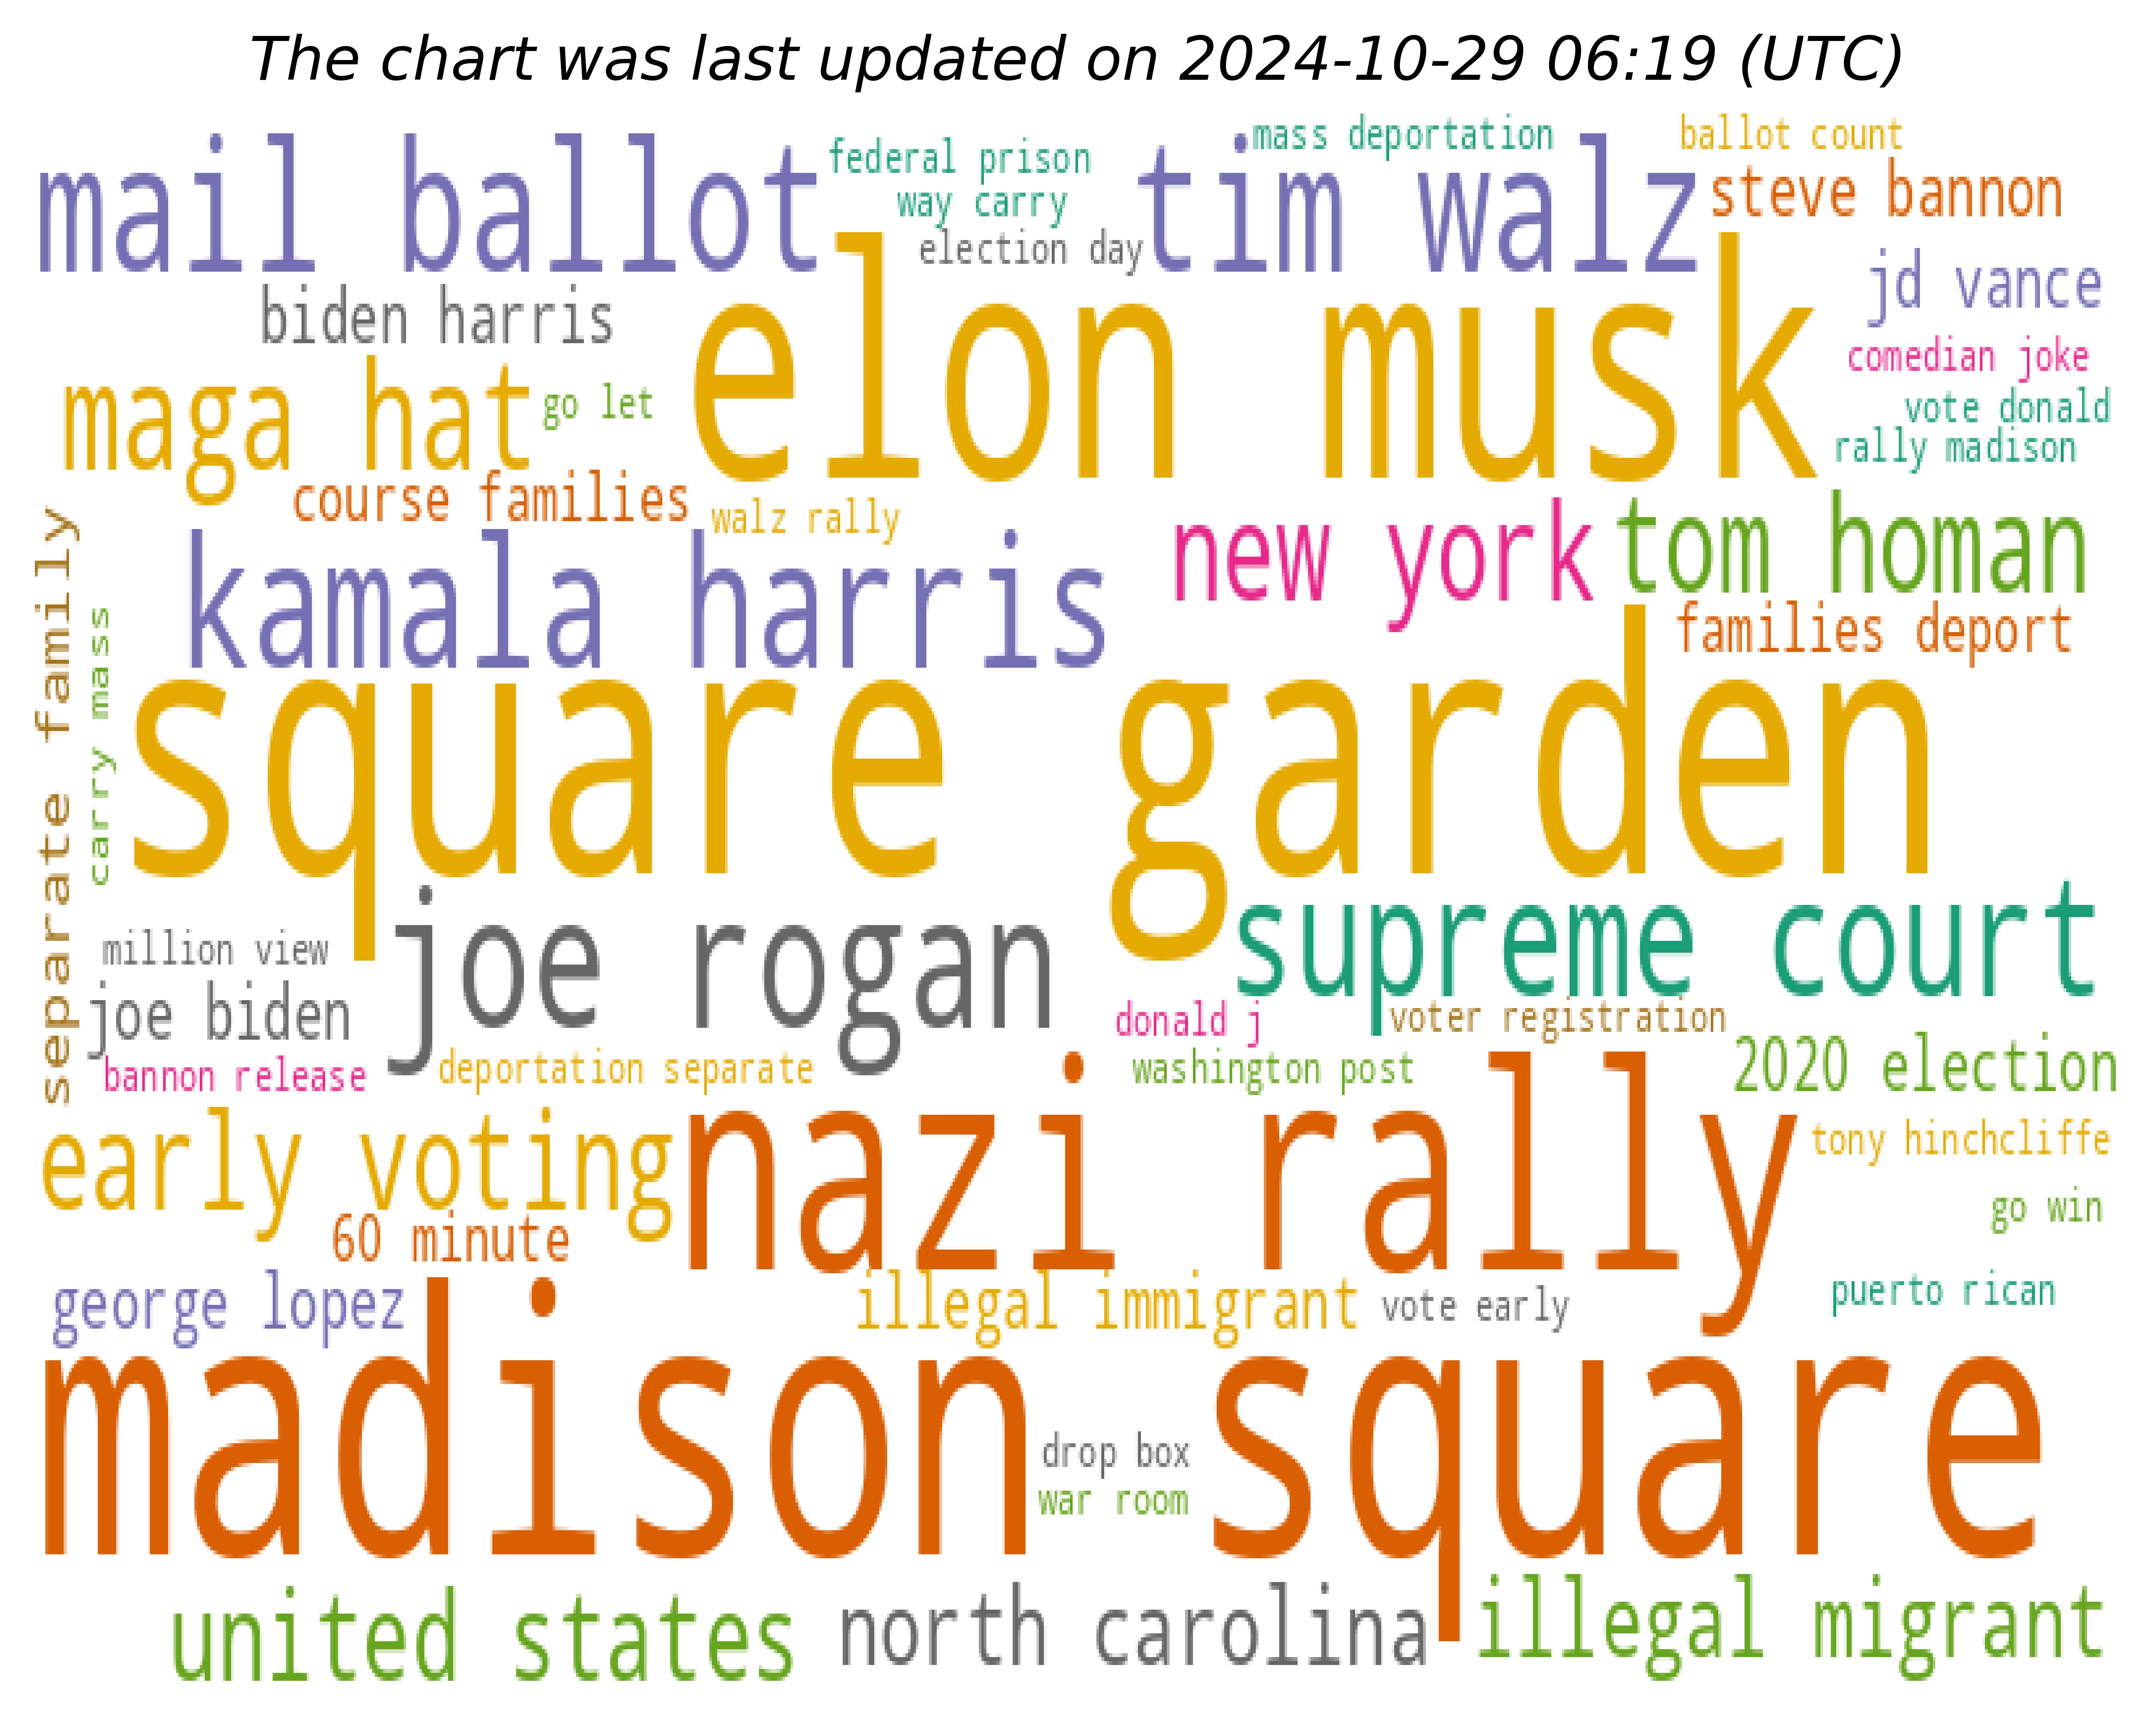 The chart was last updated on 2024-10-29 06:19 (UTC)
mail ballot
federal prison
mass deportation
ballot count
way carry
tim walz
steve bannon
election day
jd vance
biden harris
elon musk
comedian joke
maga hat
go let
vote donald
rally madison
course families
walz rally
new york
tom homan
separate family
carry mass
kamala harris
families deport
square garden
joe rogan
supreme court
million view
joe biden
donald j
voter registration
bannon release
deportation separate
washington post
2020 election
early voting
nazi rally
tony hinchcliffe
60 minute
go win
george lopez
illegal immigrant
vote early
puerto rican
madison square
drop box
war room
united states
north carolina
illegal migrant